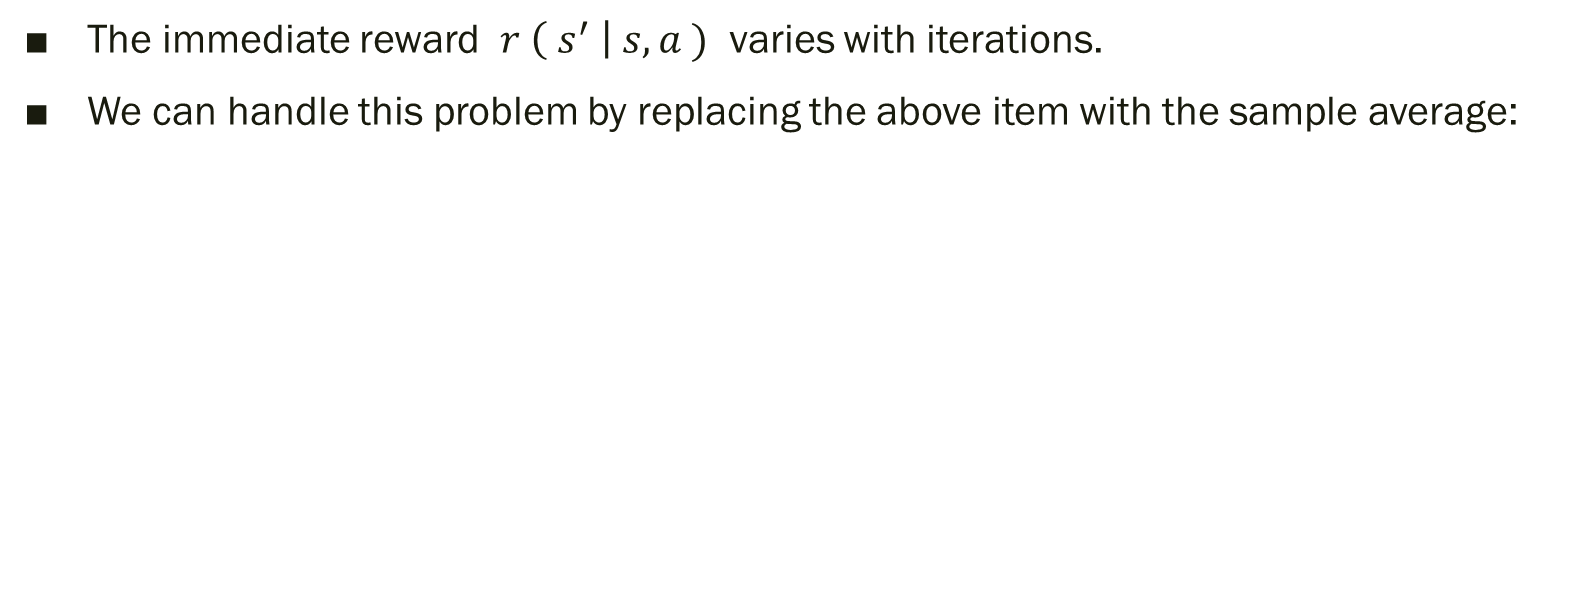 ■ The immediate reward r ( s′ | s, a ) varies with iterations.
■ We can handle this problem by replacing the above item with the sample average: